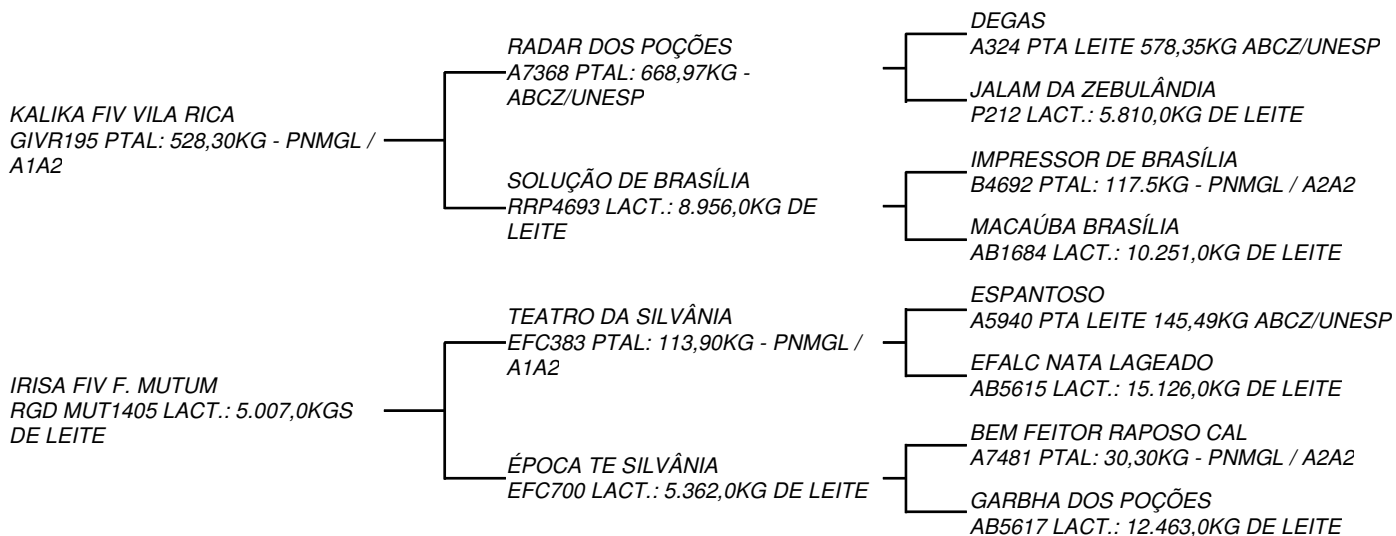 KALIKA FIV VILA RICA
GIVR195 PTAL: 528,30KG - PNMGL /
A1A2
RADAR DOS POÇÕES
A7368 PTAL: 668,97KG -
ABCZ/UNESP
DEGAS
A324 PTA LEITE 578,35KG ABCZ/UNESP
JALAM DA ZEBULÂNDIA
P212 LACT.: 5.810,0KG DE LEITE
SOLUÇÃO DE BRASÍLIA
RRP4693 LACT.: 8.956,0KG DE
LEITE
IMPRESSOR DE BRASÍLIA
B4692 PTAL: 117.5KG - PNMGL / A2A2
MACAÚBA BRASÍLIA
AB1684 LACT.: 10.251,0KG DE LEITE
IRISA FIV F. MUTUM
RGD MUT1405 LACT.: 5.007,0KGS
DE LEITE
TEATRO DA SILVÂNIA
EFC383 PTAL: 113,90KG - PNMGL /
A1A2
ESPANTOSO
A5940 PTA LEITE 145,49KG ABCZ/UNESP
EFALC NATA LAGEADO
AB5615 LACT.: 15.126,0KG DE LEITE
ÉPOCA TE SILVÂNIA
EFC700 LACT.: 5.362,0KG DE LEITE
BEM FEITOR RAPOSO CAL
A7481 PTAL: 30,30KG - PNMGL / A2A2
GARBHA DOS POÇÕES
AB5617 LACT.: 12.463,0KG DE LEITE